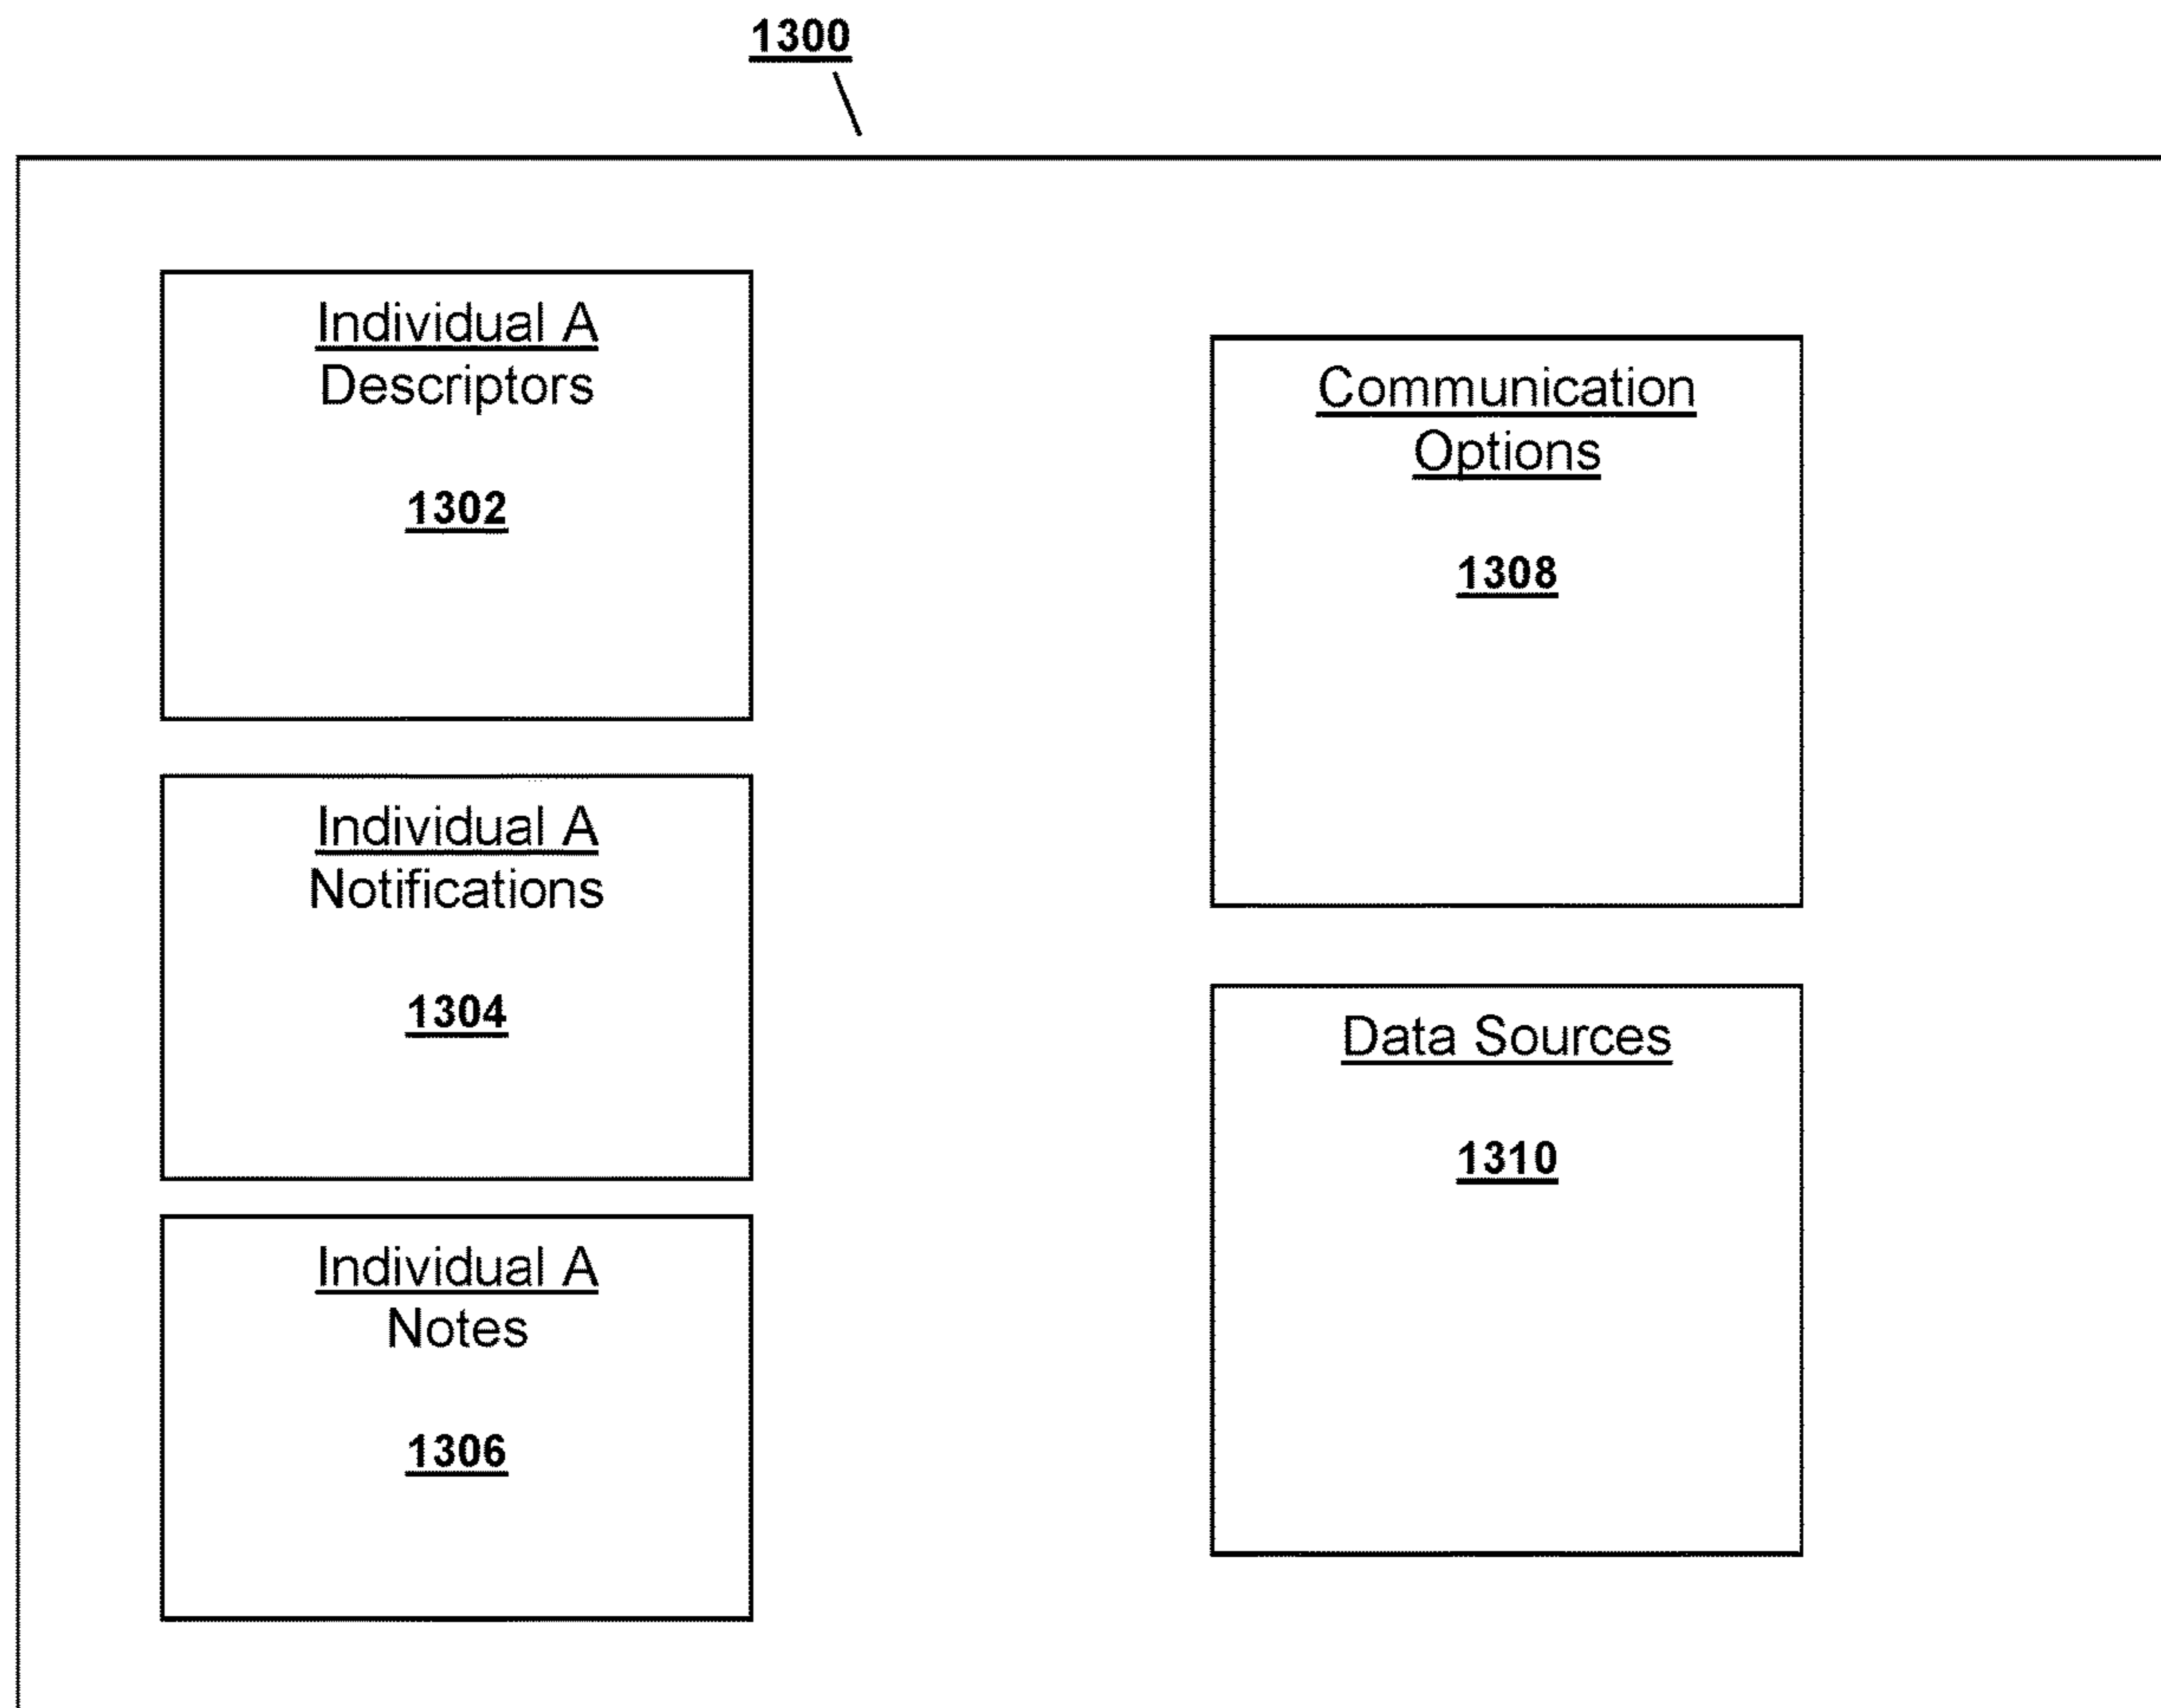 1300
Individual A
Descriptors
1302
Individual A
Notifications
1304
Individual A
Notes
1306
Communication
Options
1308
Data Sources
1310